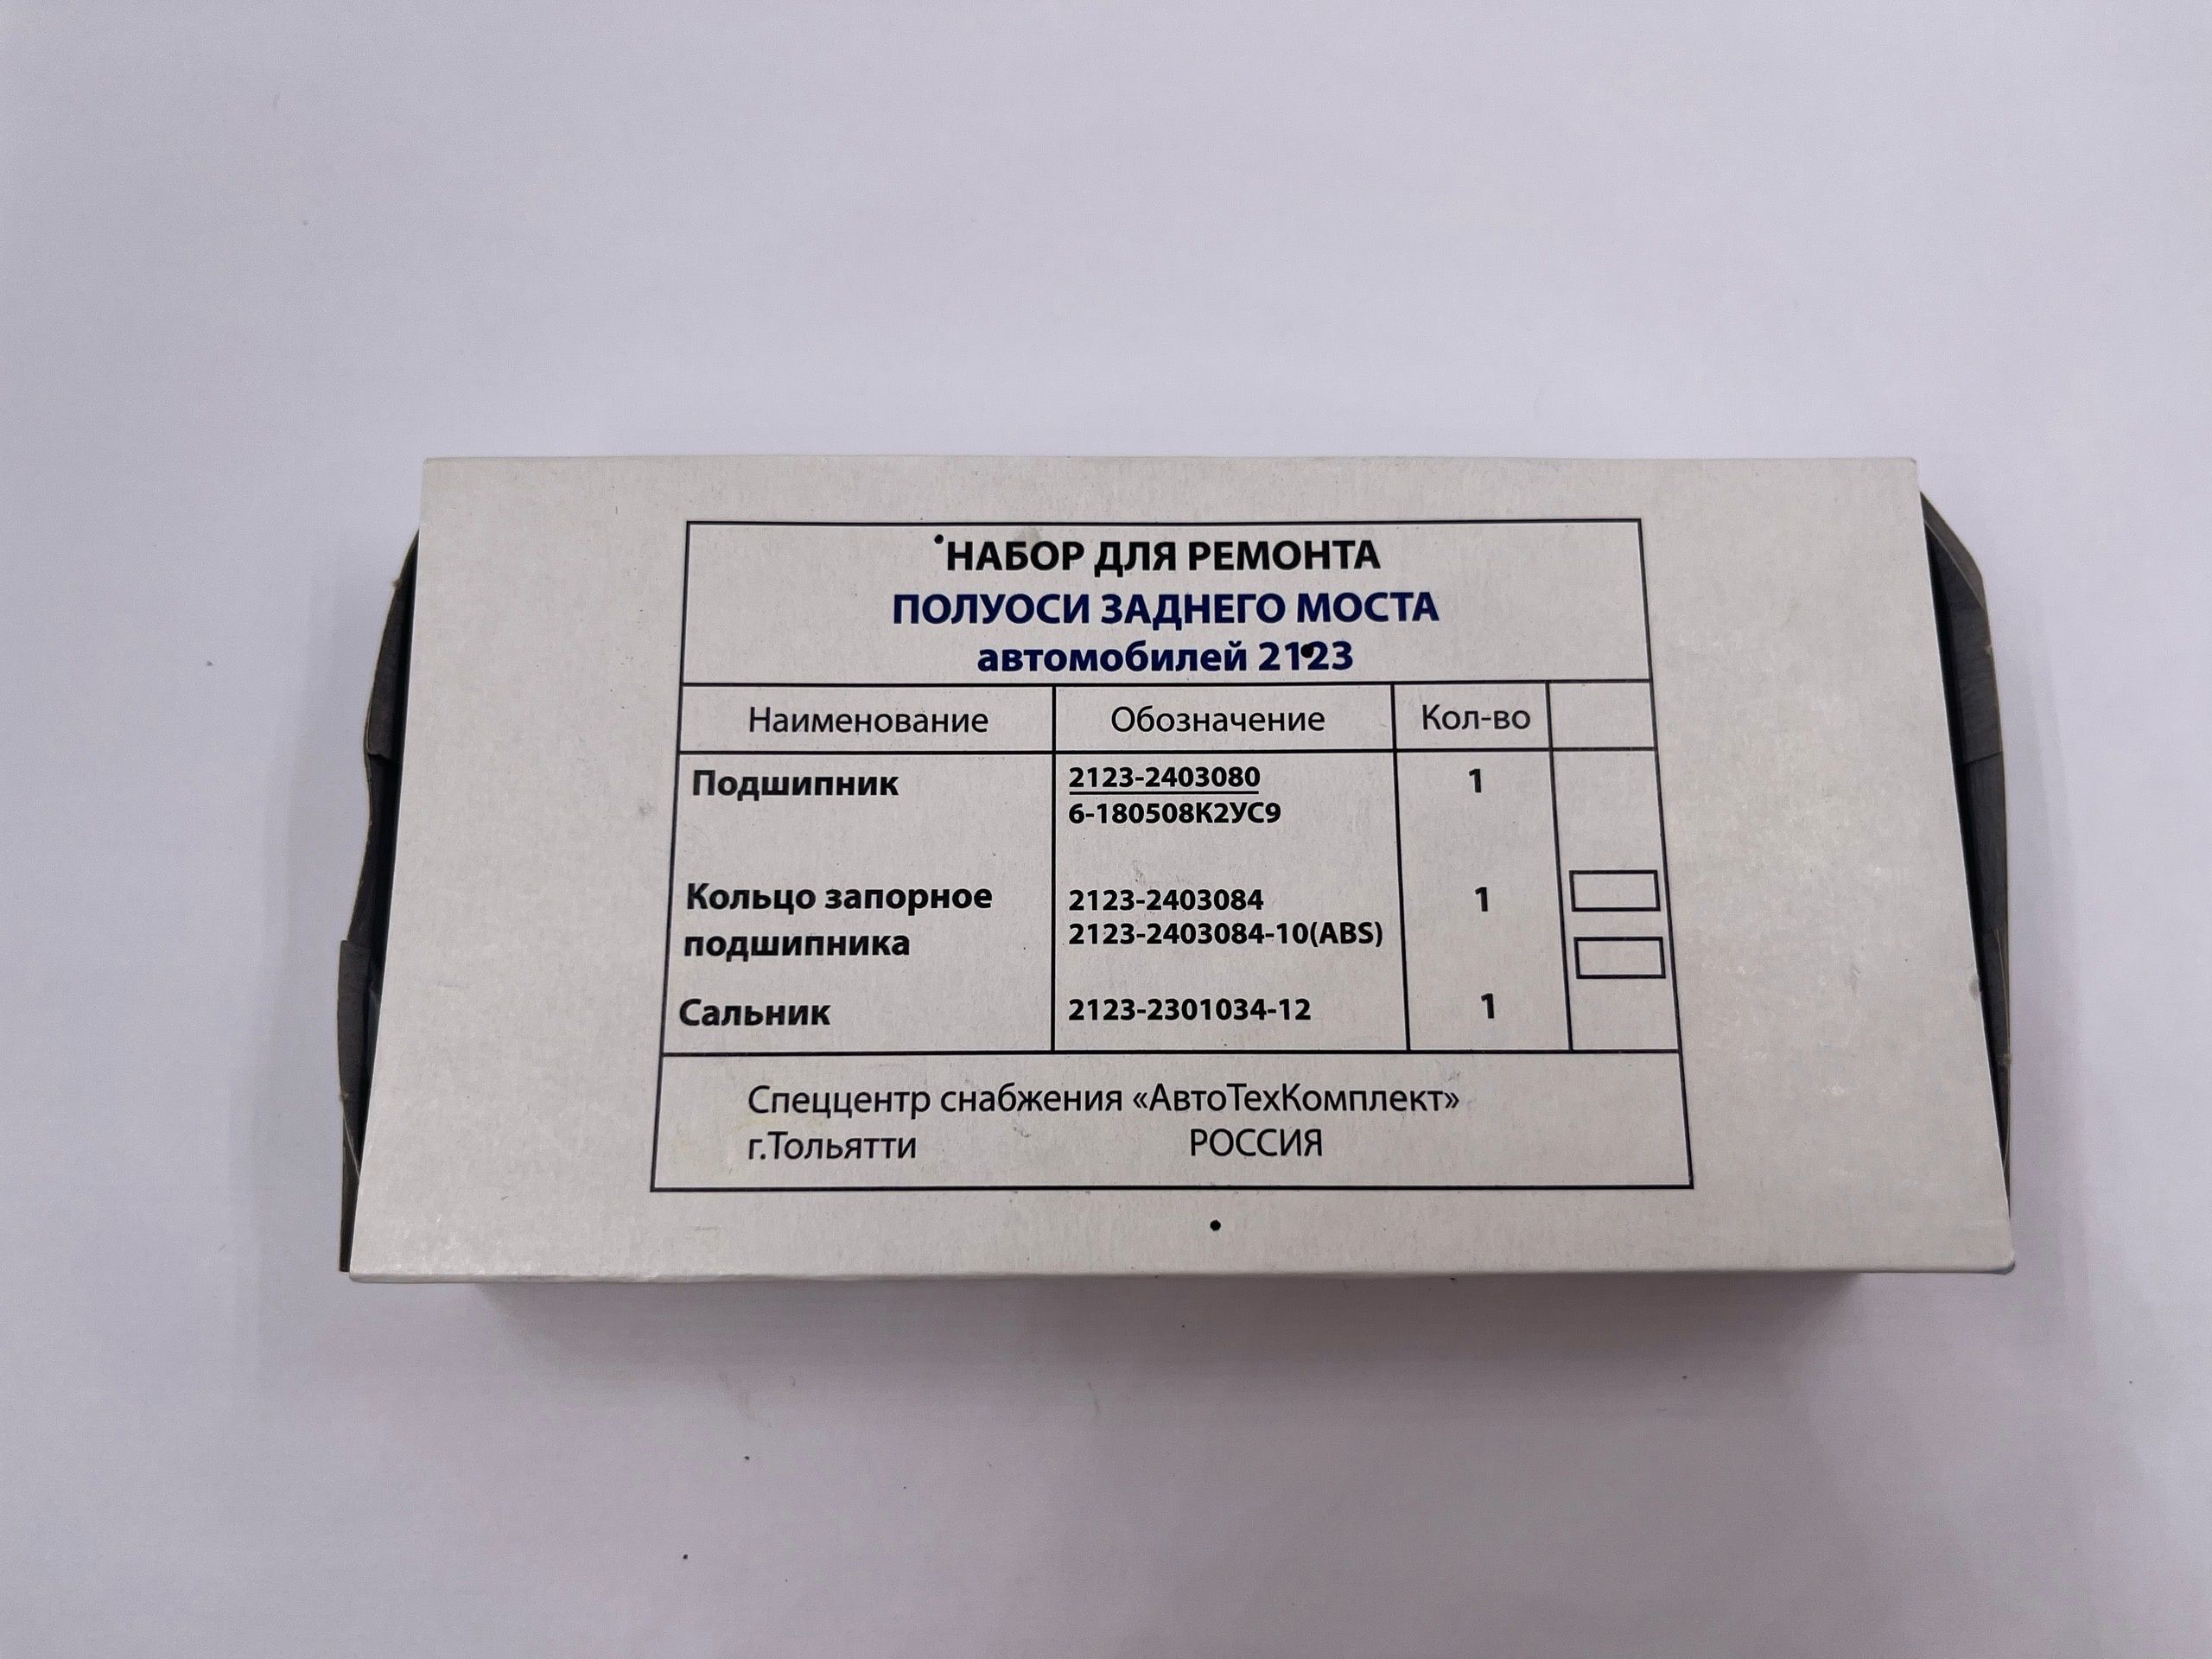 НАБОР ДЛЯ РЕМОНТА
ПОЛУОСИ ЗАДНЕГО МОСТА
автомобилей 2123
Наименование Обозначение Кол-во
Подшипник 2123-2403080 1
6-180508К2УС9
Кольцо запорное 2123-2403084 1
подшипника 2123-2403084-10(ABS)
Сальник 2123-2301034-12 1
Спеццентр снабжения «АвтоТехКомплект»
г.Тольятти РОССИЯ